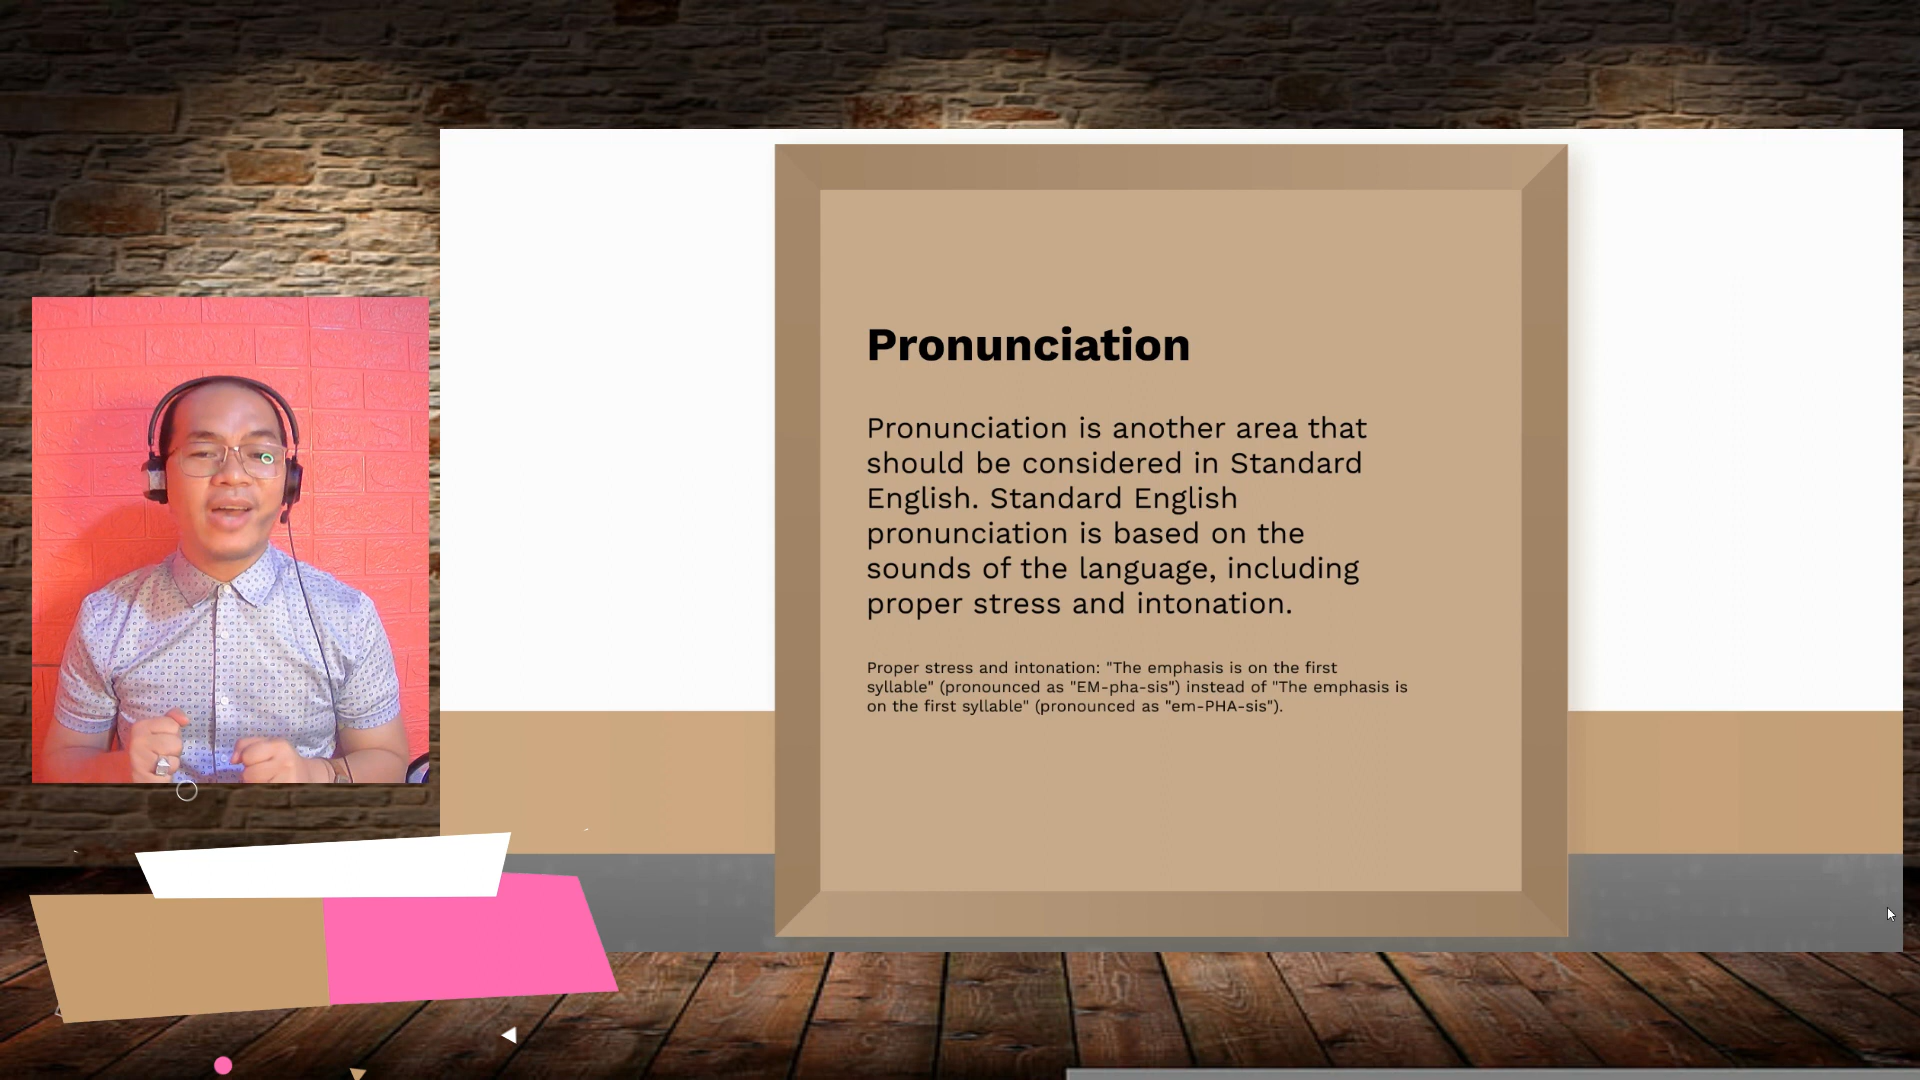 Pronunciation
Pronunciation is another area that
should be considered in Standard
English. Standard English
pronunciation is based on the
sounds of the language, including
proper stress and intonation.
Proper stress and intonation: "The emphasis is on the first
syllable" (pronounced as "EM-pha-sis") instead of "The emphasis is
on the first syllable" (pronounced as "em-PHA-sis").